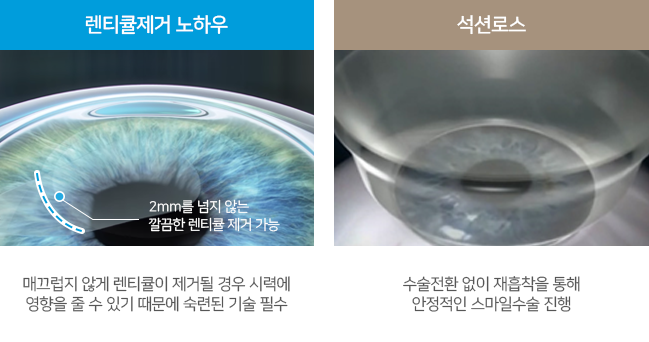 렌티큘제거 노하우
2mm를 넘지 않는
깔끔한 렌티큘 제거 가능
매끄럽지 않게 렌티큘이 제거될 경우 시력에
영향을 줄 수 있기 때문에 숙련된 기술 필수
석션로스
수술전환 없이 재흡착을 통해
안정적인 스마일수술 진행